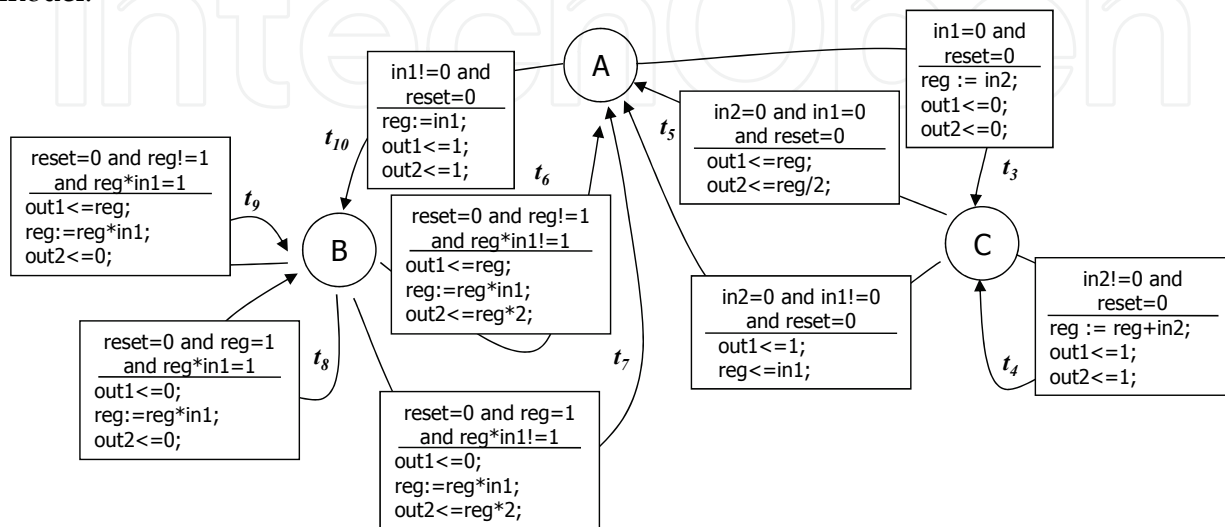 model.
IntechOpen
A
in1!=0 and
reset=0
reg:=in1;
out1<=1;
out2<=1;
t10
in1=0 and
reset=0
reg := in2;
out1<=0;
out2<=0;
t3
in2=0 and in1=0
and reset=0
out1<=reg;
out2<=reg/2;
t5
reset=0 and reg!=1
and reg*in1=1
out1<=reg;
reg:=reg*in1;
out2<=0;
t9
B
reset=0 and reg!=1
and reg*in1!=1
out1<=reg;
reg:=reg*in1;
out2<=reg*2;
t6
C
in2=0 and in1!=0
and reset=0
out1<=1;
reg<=in1;
in2!=0 and
reset=0
reg := reg+in2;
out1<=1;
out2<=1;
t4
reset=0 and reg=1
and reg*in1=1
out1<=0;
reg:=reg*in1;
out2<=0;
t8
reset=0 and reg=1
and reg*in1!=1
out1<=0;
reg:=reg*in1;
out2<=reg*2;
t7